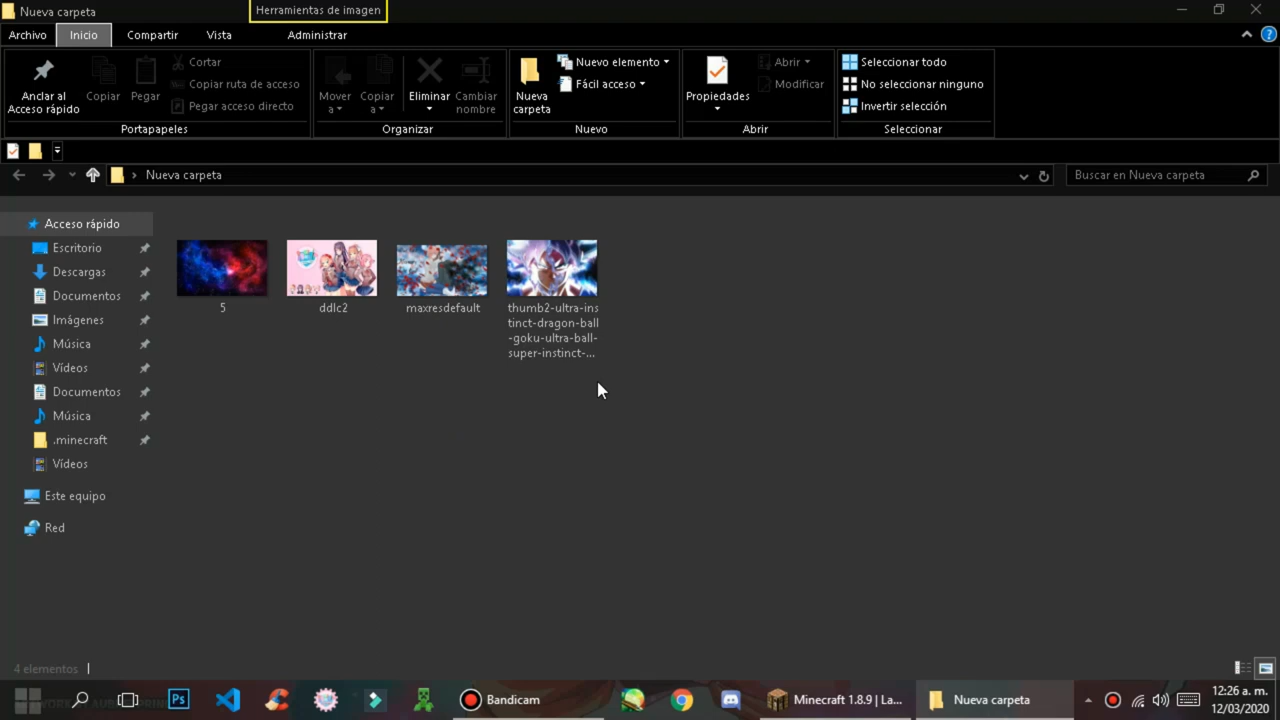 Nueva carpeta
Herramientas de imagen
Archivo
Inicio
Compartir
Vista
Administrar
Anclar al
Acceso rápido
Copiar
Pegar
Cortar
Copiar ruta de acceso
Pegar acceso directo
Portapapeles
Mover
a
Copiar
a
Eliminar
Cambiar
nombre
Organizar
Nueva
carpeta
Nuevo elemento
Fácil acceso
Nuevo
Propiedades
Abrir
Modificar
Abrir
Seleccionar todo
No seleccionar ninguno
Invertir selección
Seleccionar
Nueva carpeta
Buscar en Nueva carpeta
Acceso rápido
Escritorio
Descargas
Documentos
Imágenes
Música
Vídeos
Documentos
Música
.minecraft
Vídeos
Este equipo
Red
5
ddlc2
maxresdefault
thumb2-ultra-ins
tinct-dragon-ball
-goku-ultra-ball-
super-instinct-...
4 elementos
Ps
Bandicam
Minecraft 1.8.9 | La...
Nueva carpeta
12:26 a. m.
12/03/2020